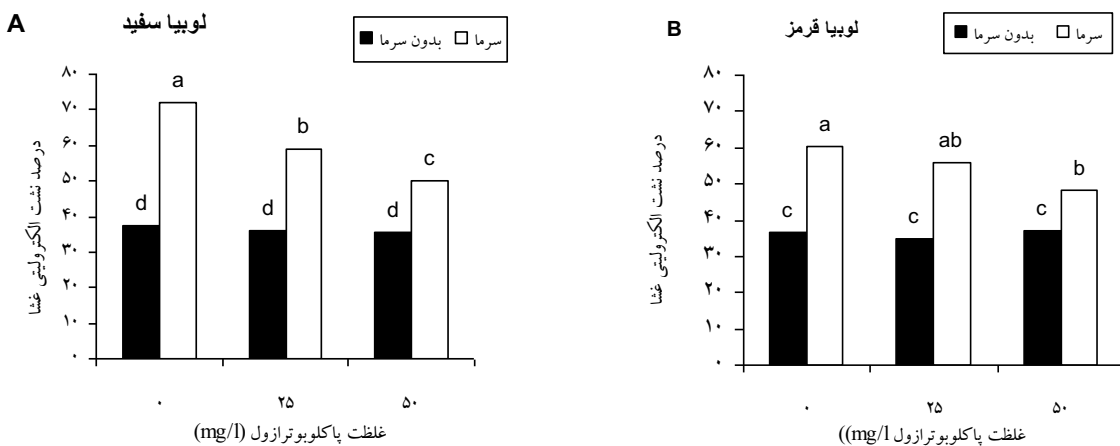 A
لوبیا سفید
بدون سرما سرما
درصد نشت الکترولیتی غشا
۸۰
۷۰
۶۰
۵۰
۴۰
۳۰
۲۰
۱۰
۰
a
b
c
d
d
d
۰ ۲۵ ۵۰
غلظت پاکلوبوترازول (mg/l)
B
لوبیا قرمز
بدون سرما سرما
درصد نشت الکترولیتی غشا
۸۰
۷۰
۶۰
۵۰
۴۰
۳۰
۲۰
۱۰
۰
a
ab
b
c
c
c
۰ ۲۵ ۵۰
غلظت پاکلوبوترازول mg/l))